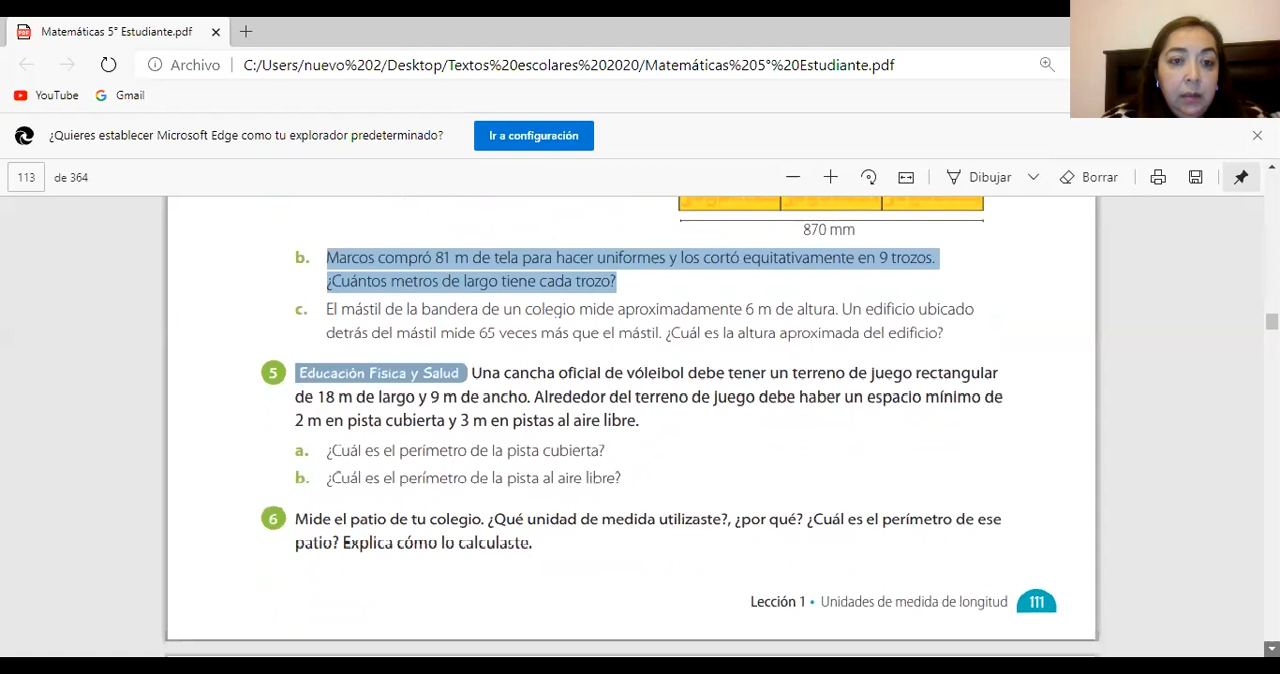 Matemáticas 5° Estudiante.pdf
Archivo C:/Users/nuevo%202/Desktop/Textos%20escolares%202020/Matemáticas%205°%20Estudiante.pdf
YouTube Gmail
¿Quieres establecer Microsoft Edge como tu explorador predeterminado? Ir a configuración
113 de 364 Dibujar Borrar
870 mm
b. Marcos compró 81 m de tela para hacer uniformes y los cortó equitativamente en 9 trozos.
¿Cuántos metros de largo tiene cada trozo?
c. El mástil de la bandera de un colegio mide aproximadamente 6 m de altura. Un edificio ubicado
detrás del mástil mide 65 veces más que el mástil. ¿Cuál es la altura aproximada del edificio?
5 Educación Física y Salud Una cancha oficial de vóleibol debe tener un terreno de juego rectangular
de 18 m de largo y 9 m de ancho. Alrededor del terreno de juego debe haber un espacio mínimo de
2 m en pista cubierta y 3 m en pistas al aire libre.
a. ¿Cuál es el perímetro de la pista cubierta?
b. ¿Cuál es el perímetro de la pista al aire libre?
6 Mide el patio de tu colegio. ¿Qué unidad de medida utilizaste?, ¿por qué? ¿Cuál es el perímetro de ese
patio? Explica cómo lo calculaste.
Lección 1 • Unidades de medida de longitud 111